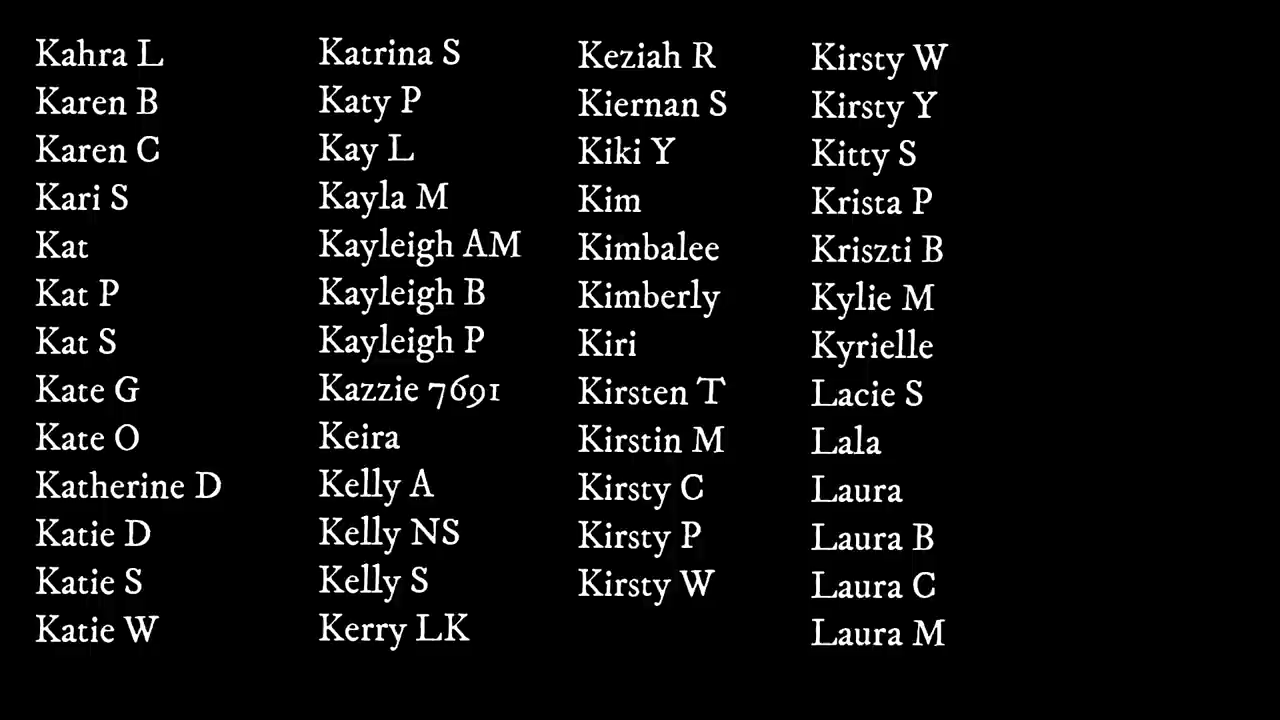 Kahra L
Karen B
Karen C
Kari S
Kat
Kat P
Kat S
Kate G
Kate O
Katherine D
Katie D
Katie S
Katie W
Katrina S
Katy P
Kay L
Kayla M
Kayleigh AM
Kayleigh B
Kayleigh P
Kazzie 7691
Keira
Kelly A
Kelly NS
Kelly S
Kerry LK
Keziah R
Kiernan S
Kiki Y
Kim
Kimbalee
Kimberly
Kiri
Kirsten T
Kirstin M
Kirsty C
Kirsty P
Kirsty W
Kirsty W
Kirsty Y
Kitty S
Krista P
Kriszti B
Kylie M
Kyrielle
Lacie S
Lala
Laura
Laura B
Laura C
Laura M